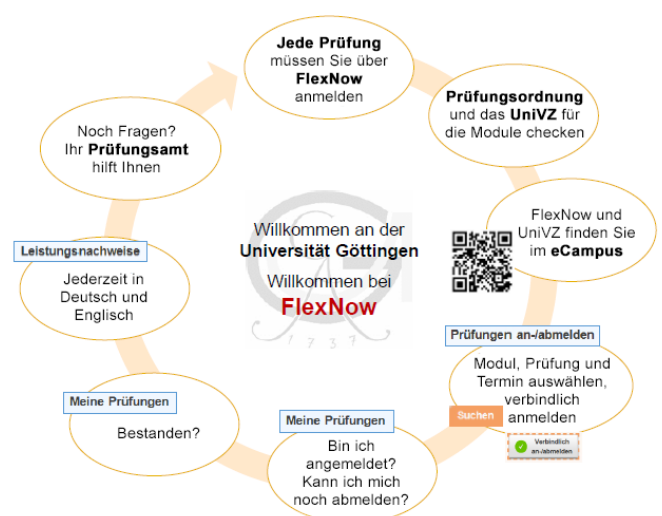 Jede Prüfung
müssen Sie über
FlexNow
anmelden
Prüfungsordnung
und das UniVZ für
die Module checken
FlexNow und
UniVZ finden Sie
im eCampus
Prüfungen an-/abmelden
Modul, Prüfung und
Termin auswählen,
verbindlich
anmelden
Suchen
Verbindlich
an-/abmelden
Meine Prüfungen
Bin ich
angemeldet?
Kann ich mich
noch abmelden?
Meine Prüfungen
Bestanden?
Leistungsnachweise
Jederzeit in
Deutsch und
Englisch
Noch Fragen?
Ihr Prüfungsamt
hilft Ihnen
Willkommen an der
Universität Göttingen
Willkommen bei
FlexNow
1737